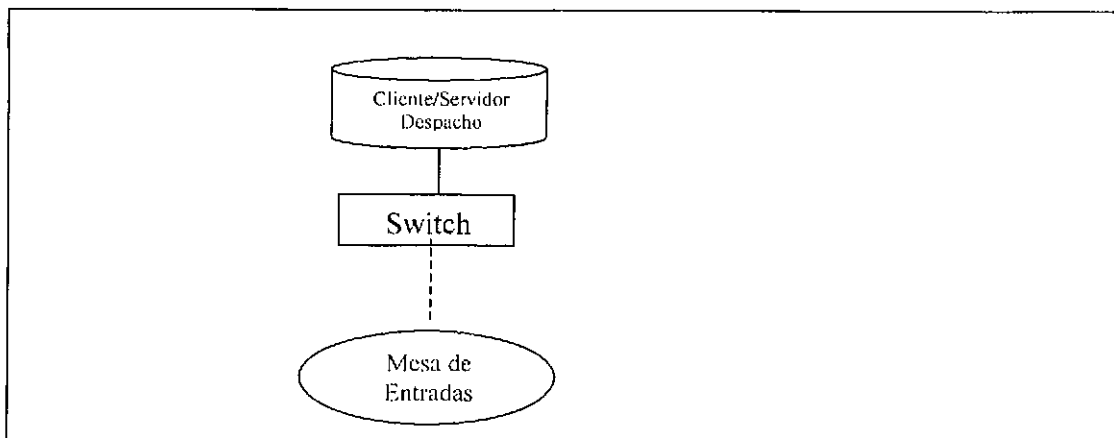 Cliente/Servidor
Despacho
Switch
Mesa de
Entradas